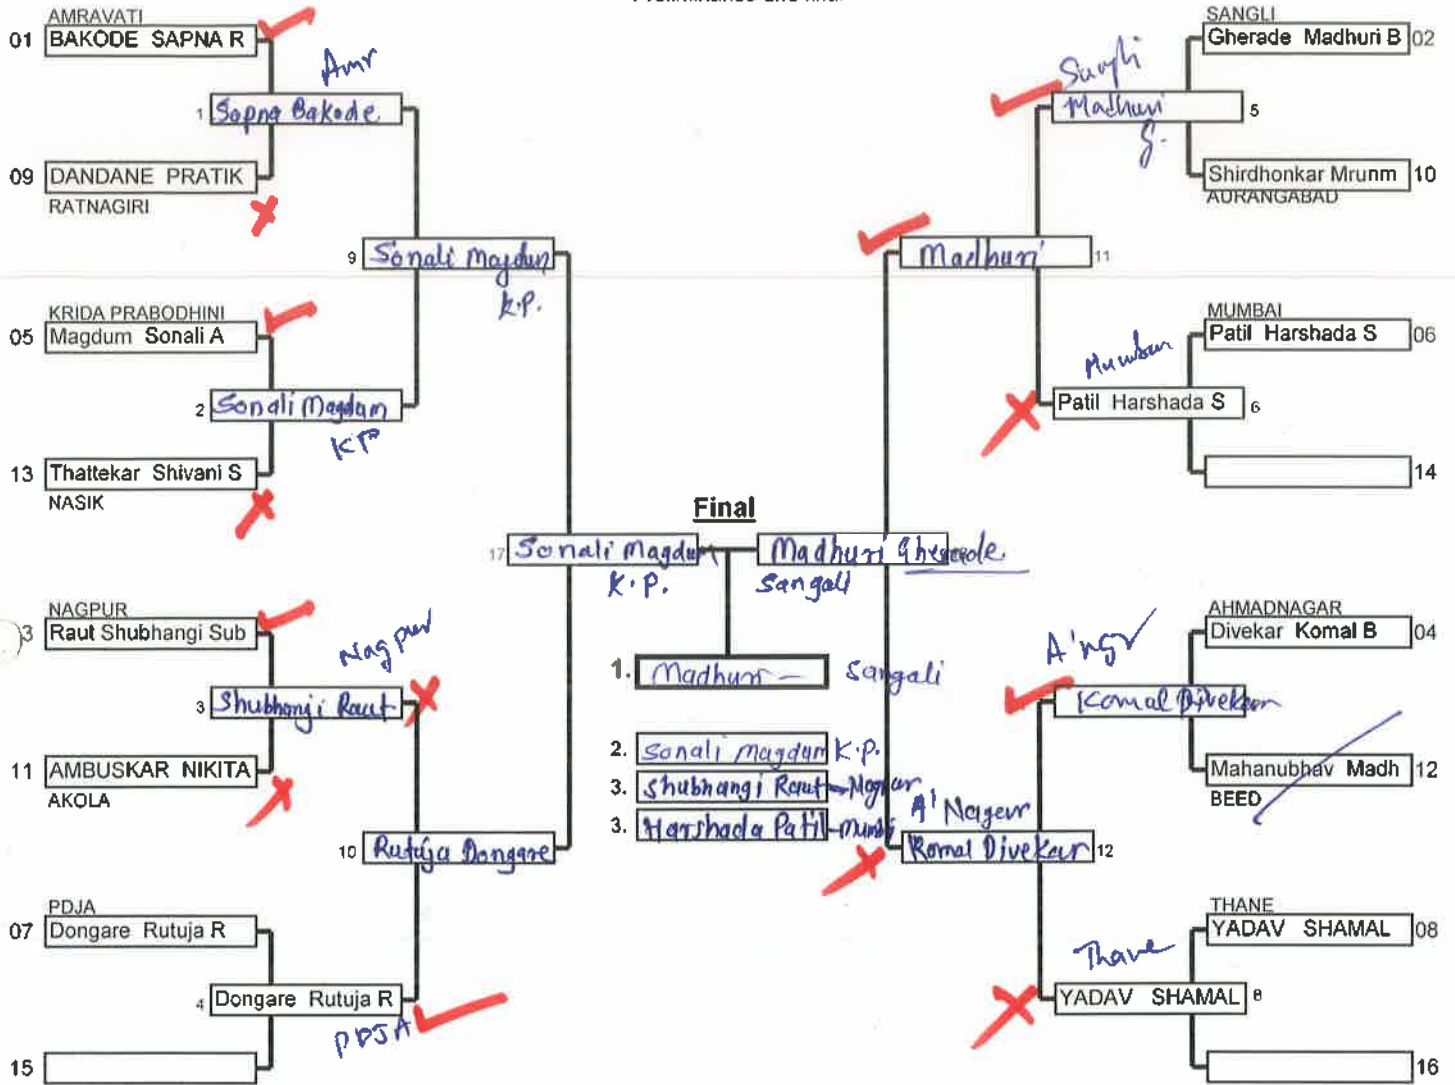 AMRAVATI
01 BAKODE SAPNA R
Amr
1 Sapna Bakode
09 DANDANE PRATIK
RATNAGIRI
9 Sonali Magdum
K.P.
KRIDA PRABODHINI
05 Magdum Sonali A
2 Sonali Magdum
KP
13 Thattekar Shivani S
NASIK
17 Sonali Magdum
K.P.
NAGPUR
3 Raut Shubhangi Sub
Nagpur
3 Shubhangi Raut
11 AMBUSKAR NIKITA
AKOLA
10 Rutuja Dongare
PDJA
07 Dongare Rutuja R
4 Dongare Rutuja R
PDJA
15
Final
Madhuri Gherade
Sangali
1. Madhuri - Sangali
2. Sonali Magdum K.P.
3. Shubhangi Raut - Nagpur
3. Harshada Patil - Mumbi
SANGLI
Gherade Madhuri B 02
Sangli
Madhuri 5
G.
Shirdhonkar Mrunm 10
AURANGABAD
Madhuri 11
MUMBAI
Patil Harshada S 06
Mumbai
Patil Harshada S 6
14
AHMADNAGAR
Divekar Komal B 04
A'ngr
Komal Divekar
Mahanubhav Madh 12
BEED
A' Nagar
Komal Divekar 12
THANE
YADAV SHAMAL 08
Thane
YADAV SHAMAL 8
16